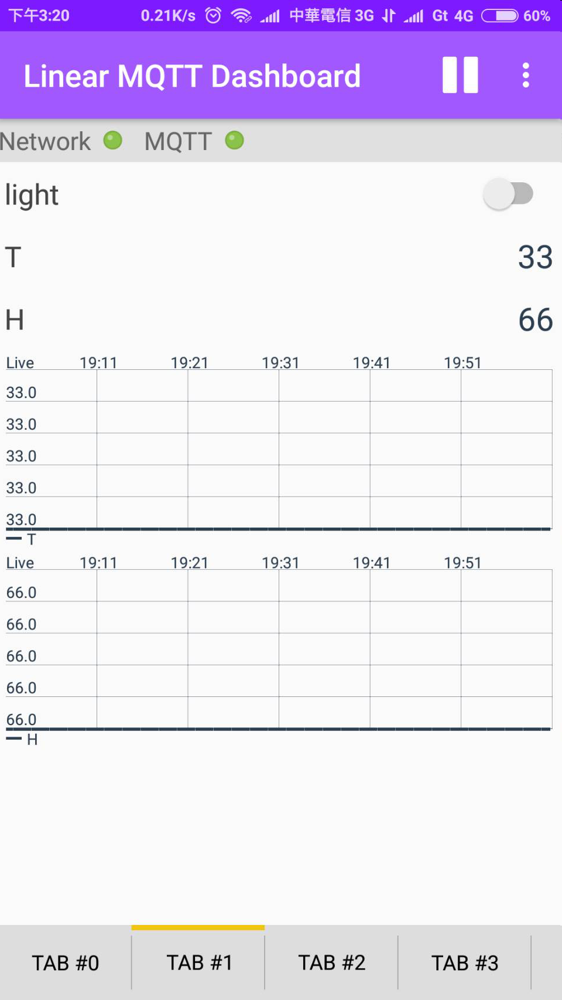 下午3:20 0.21K/s 中華電信 3G Gt 4G 60%
Linear MQTT Dashboard
Network MQTT
light
T 33
H 66
Live 19:11 19:21 19:31 19:41 19:51
33.0
33.0
33.0
33.0
33.0
T
Live 19:11 19:21 19:31 19:41 19:51
66.0
66.0
66.0
66.0
66.0
H
TAB #0 TAB #1 TAB #2 TAB #3